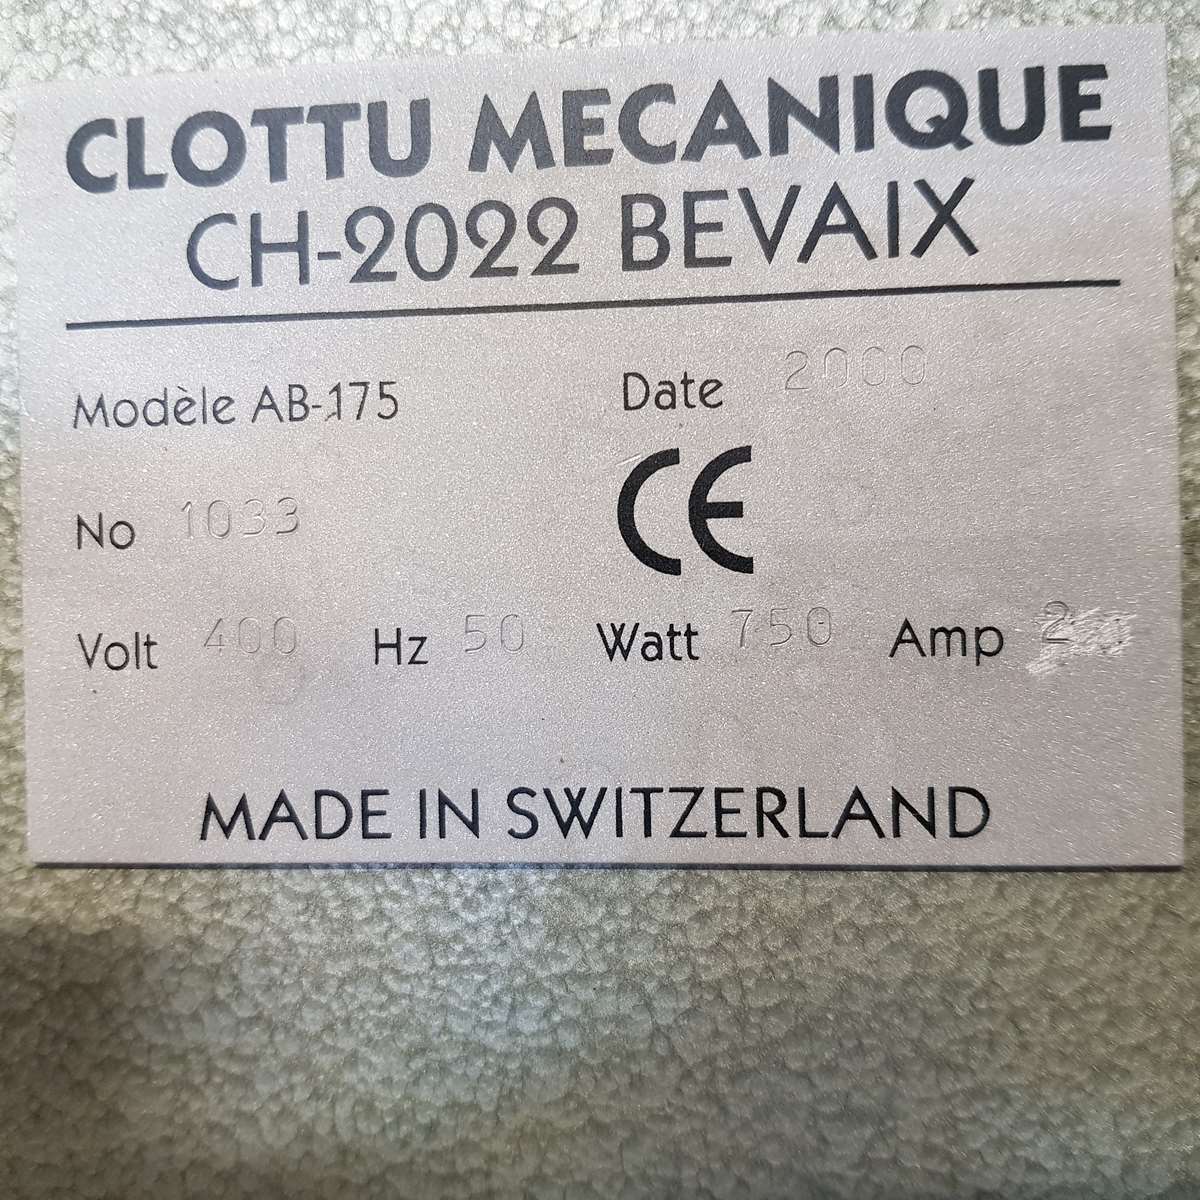 CLOTTU MECANIQUE
CH-2022 BEVAIX
Modèle AB-175 Date 2000
CE
No 1033
Volt 400 Hz 50 Watt 750 Amp 2
MADE IN SWITZERLAND